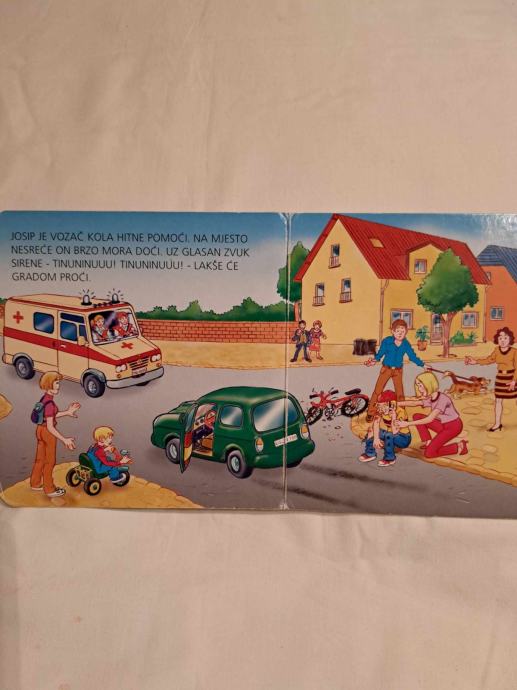 JOSIP JE VOZAČ KOLA HITNE POMOĆI. NA MJESTO
NESREĆE ON BRZO MORA DOĆI. UZ GLASAN ZVUK
SIRENE - TINUNINUUU! TINUNINUUU! - LAKŠE ĆE
GRADOM PROĆI.